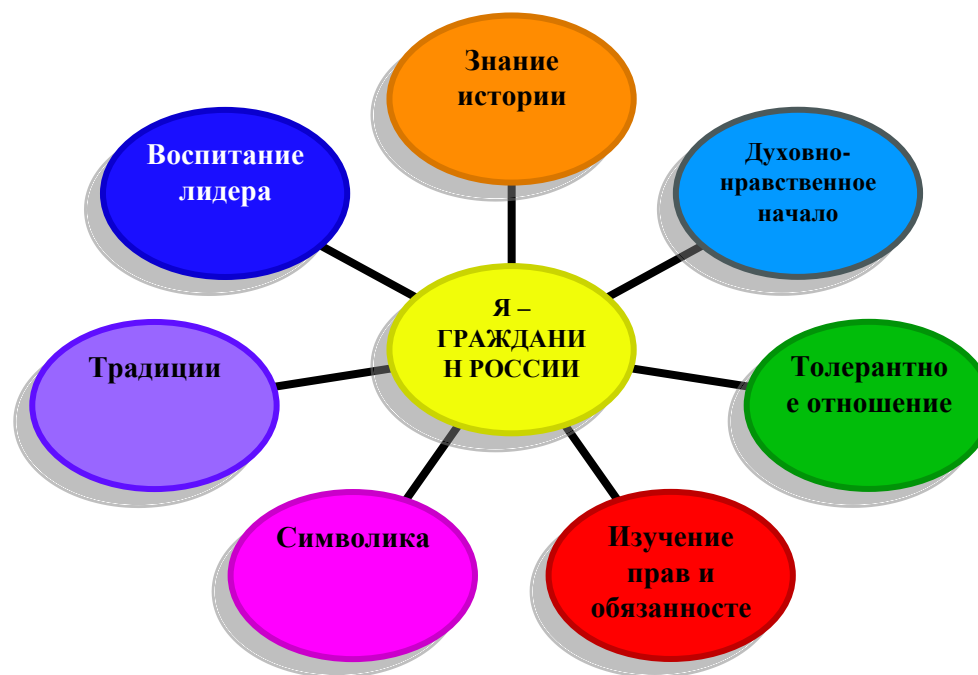 Знание
истории
Духовно-
нравственное
начало
Толерантно
е отношение
Изучение
прав и
обязанносте
Символика
Традиции
Воспитание
лидера
Я –
ГРАЖДАНИ
Н РОССИИ